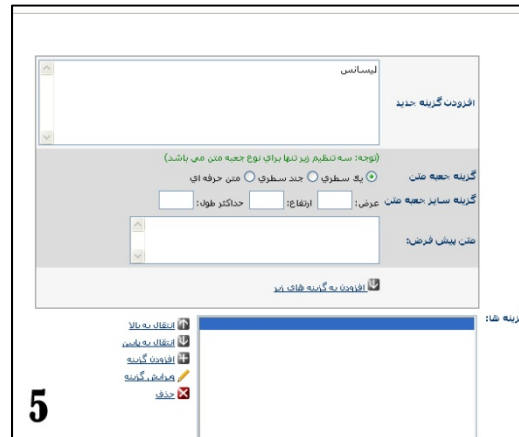 افزودن گزینه جدید
لیسانس
(توجه: سه تنظیم زیر تنها برای نوع جعبه متن می باشد)
گزینه جعبه متن یک سطری چند سطری متن حرفه ای
گزینه سایز جعبه متن عرض: ارتفاع: حداکثر طول:
متن پیش فرض:
افزودن به گزینه های زیر
زینه ها:
انتقال به بالا
انتقال به پایین
افزودن گزینه
ویرایش گزینه
حذف
5